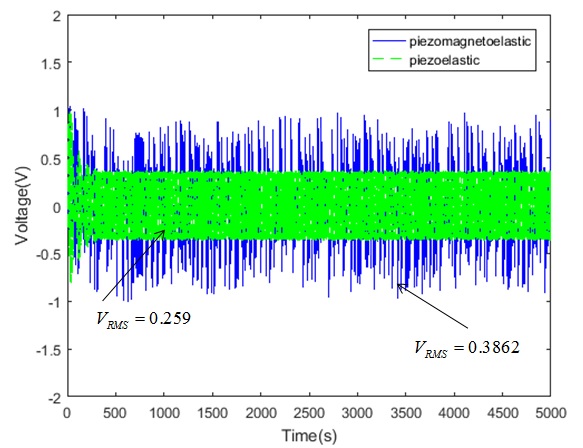 2
1.5
1
0.5
0
-0.5
-1
-1.5
-2
Voltage(V)
piezomagnetoelastic
piezoelastic
V_RMS = 0.259
V_RMS = 0.3862
0 500 1000 1500 2000 2500 3000 3500 4000 4500 5000
Time(s)